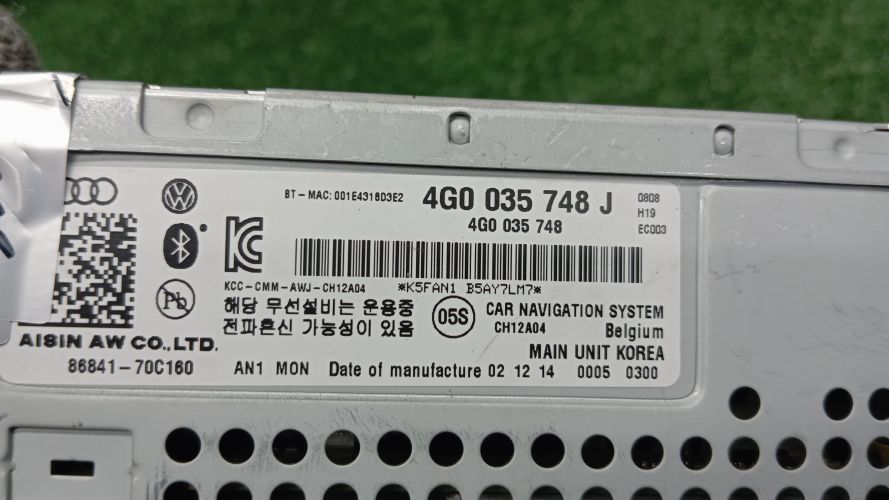 BT-MAC: 001E4318D3E2
4G0 035 748 J
4G0 035 748
0808
H19
EC003
KCC-CMM-AWJ-CH12A04
*K5FAN1 B5AY7LM7*
해당 무선설비는 운용중
전파혼신 가능성이 있음
05S
CAR NAVIGATION SYSTEM
CH12A04
Belgium
Pb
AISIN AW CO.,LTD.
MAIN UNIT KOREA
86841-70C160
AN1 MON
Date of manufacture 02 12 14
0005 0300